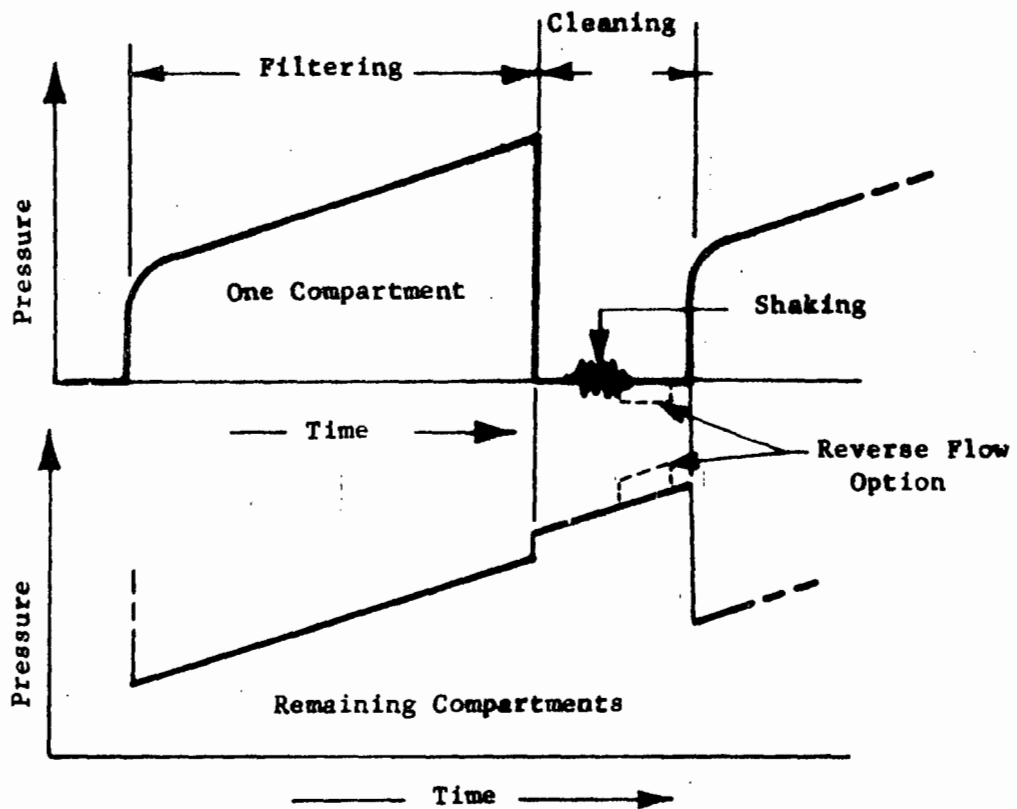 Cleaning
Filtering
Pressure
One Compartment
Shaking
Time
Reverse Flow
Option
Pressure
Remaining Compartments
Time